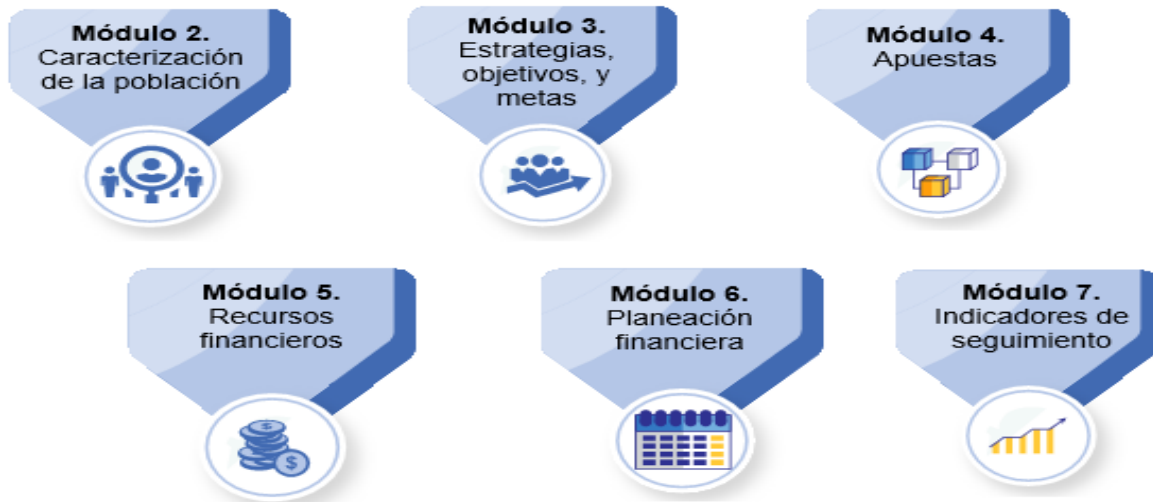 Módulo 2.
Caracterización
de la población
Módulo 3.
Estrategias,
objetivos, y
metas
Módulo 4.
Apuestas
Módulo 5.
Recursos
financieros
Módulo 6.
Planeación
financiera
Módulo 7.
Indicadores de
seguimiento